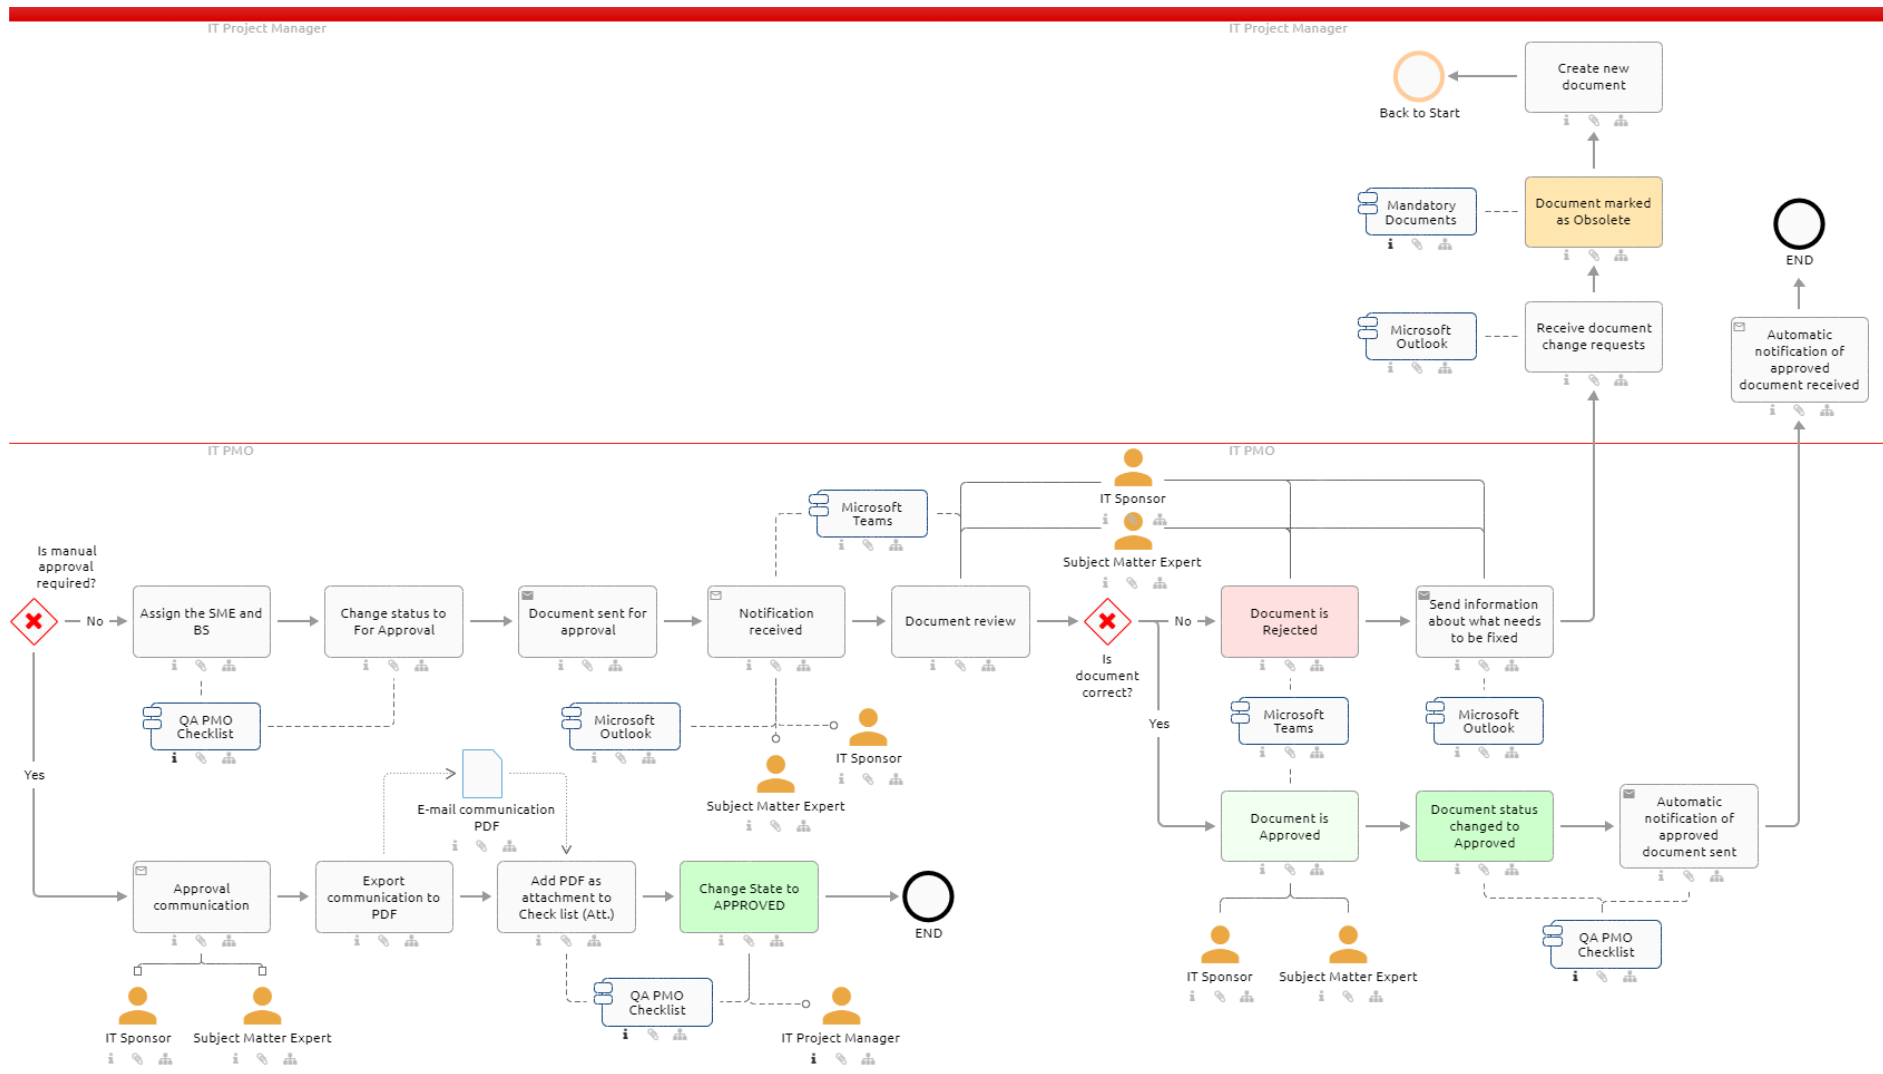 IT Project Manager
IT Project Manager
Create new
document
Back to Start
Mandatory
Documents
Document marked
as Obsolete
END
Microsoft
Outlook
Receive document
change requests
Automatic
notification of
approved
document received
IT PMO
IT PMO
IT Sponsor
Microsoft
Teams
Subject Matter Expert
Is manual
approval
required?
No
Assign the SME and
BS
Change status to
For Approval
Document sent for
approval
Notification
received
Document review
Is
document
correct?
No
Document is
Rejected
Send information
about what needs
to be fixed
QA PMO
Checklist
Microsoft
Outlook
IT Sponsor
Subject Matter Expert
Microsoft
Teams
Microsoft
Outlook
Yes
Yes
E-mail communication
PDF
Document is
Approved
Document status
changed to
Approved
Automatic
notification of
approved
document sent
Approval
communication
Export
communication to
PDF
Add PDF as
attachment to
Check list (Att.)
Change State to
APPROVED
END
IT Sponsor
Subject Matter Expert
QA PMO
Checklist
IT Sponsor
Subject Matter Expert
QA PMO
Checklist
IT Project Manager